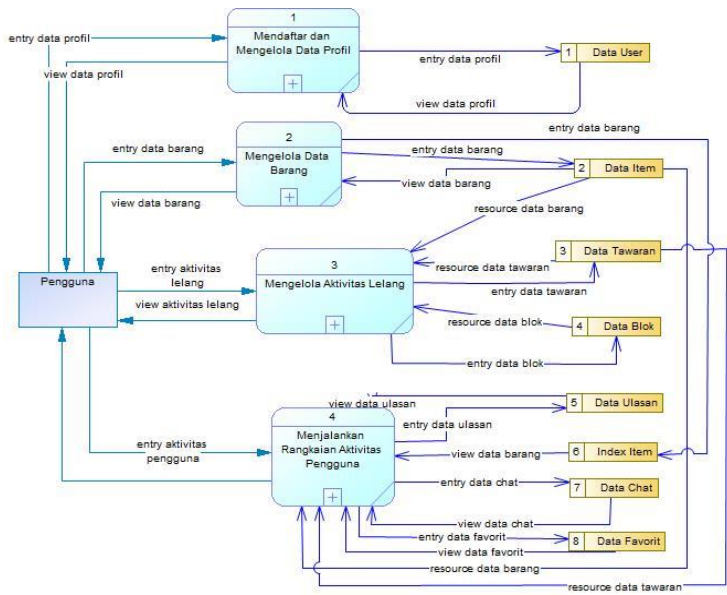 1
Mendaftar dan
Mengelola Data Profil
entry data profil
view data profil
entry data profil
view data profil
1 Data User
2
Mengelola Data
Barang
entry data barang
view data barang
entry data barang
entry data barang
view data barang
2 Data Item
resource data barang
3
Mengelola Aktivitas Lelang
Pengguna
entry aktivitas
lelang
view aktivitas lelang
3 Data Tawaran
resource data tawaran
entry data tawaran
resource data blok
4 Data Blok
entry data blok
4
Menjalankan
Rangkaian Aktivitas
Pengguna
entry aktivitas
pengguna
view data ulasan
entry data ulasan
5 Data Ulasan
view data barang
6 Index Item
entry data chat
7 Data Chat
view data chat
entry data favorit
8 Data Favorit
view data favorit
resource data barang
resource data tawaran